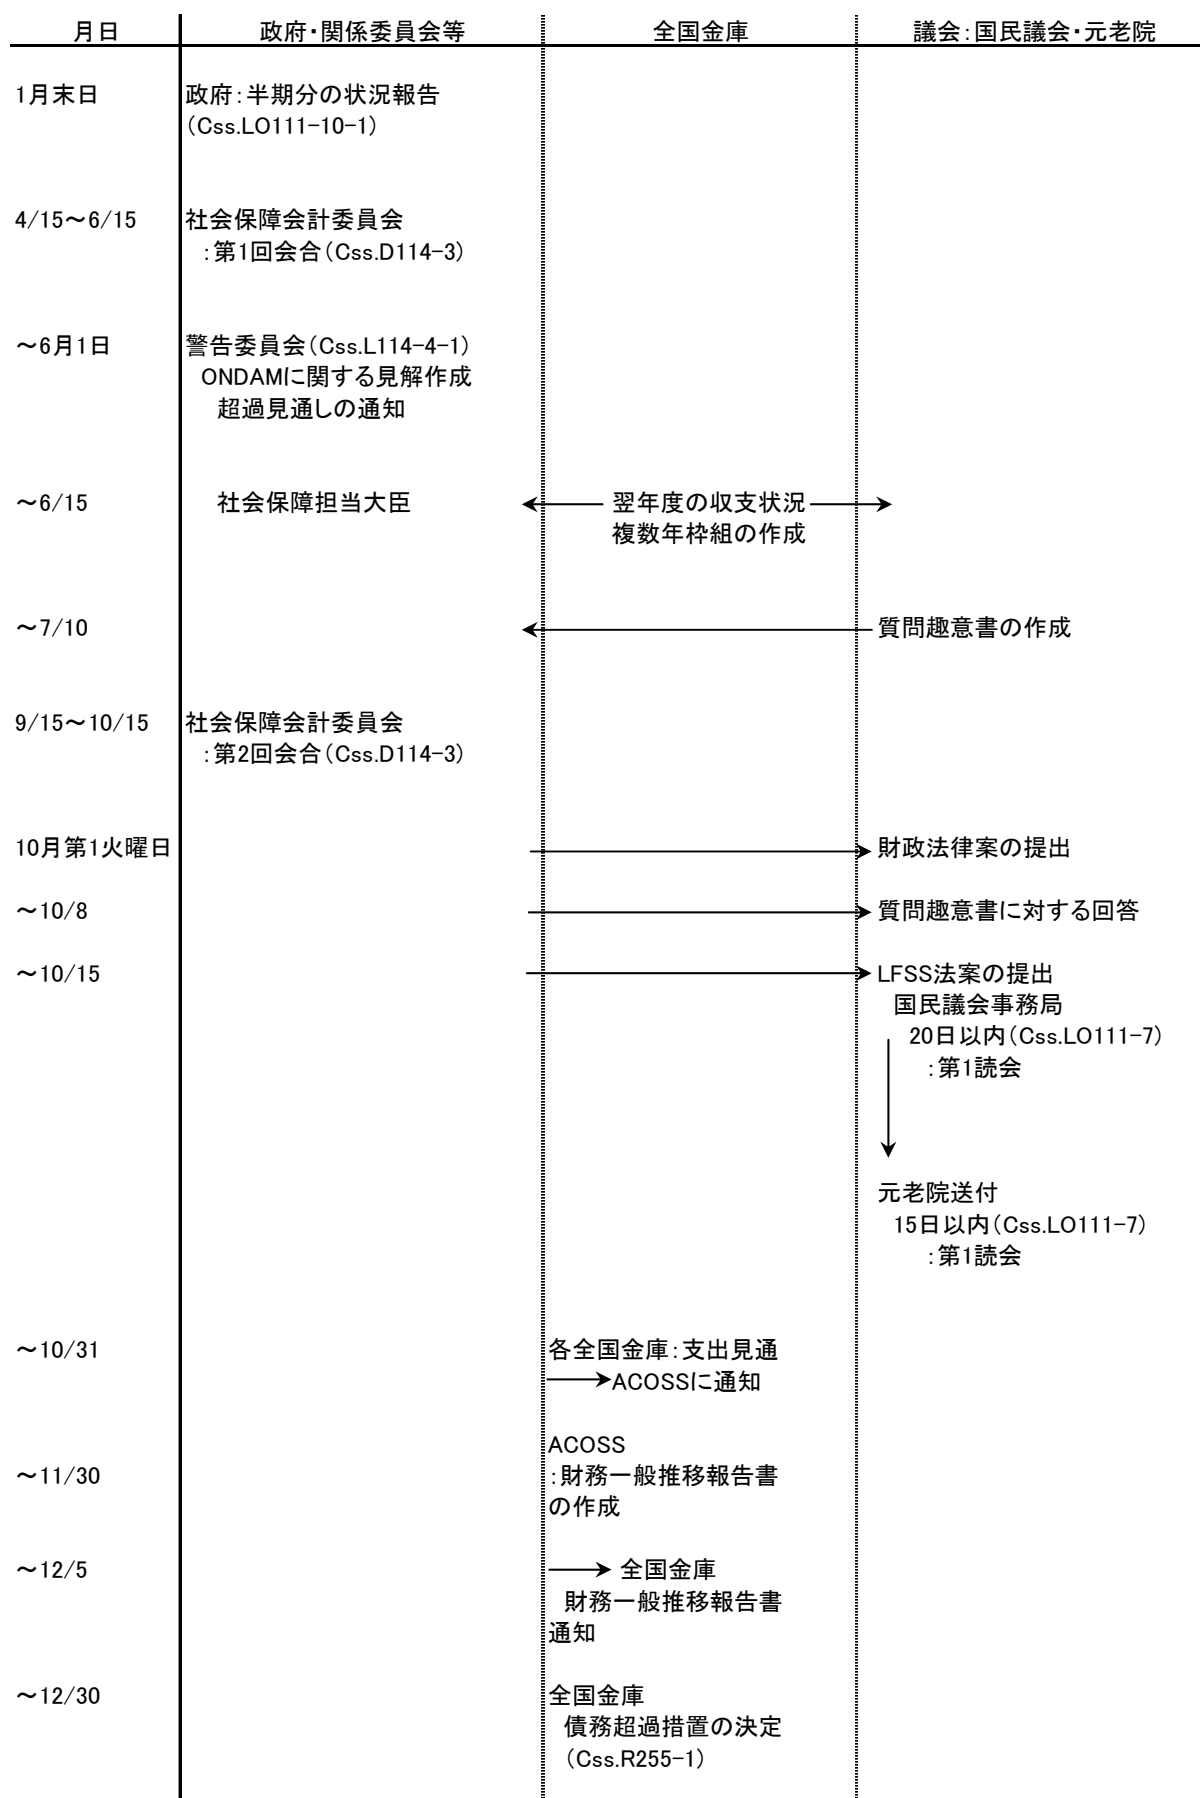 月日 政府・関係委員会等 全国金庫 議会：国民議会・元老院
1月末日 政府：半期分の状況報告
（Css.LO111-10-1）
4/15～6/15 社会保障会計委員会
：第1回会合（Css.D114-3）
～6月1日 警告委員会（Css.L114-4-1）
ONDAMに関する見解作成
超過見通しの通知
～6/15 社会保障担当大臣 翌年度の収支状況
複数年枠組の作成
～7/10 質問趣意書の作成
9/15～10/15 社会保障会計委員会
：第2回会合（Css.D114-3）
10月第1火曜日 財政法律案の提出
～10/8 質問趣意書に対する回答
～10/15 LFSS法案の提出
国民議会事務局
20日以内（Css.LO111-7）
：第1読会
元老院送付
15日以内（Css.LO111-7）
：第1読会
～10/31 各全国金庫：支出見通
ACOSSに通知
ACOSS
～11/30 ：財務一般推移報告書
の作成
～12/5 全国金庫
財務一般推移報告書
通知
～12/30 全国金庫
債務超過措置の決定
（Css.R255-1）